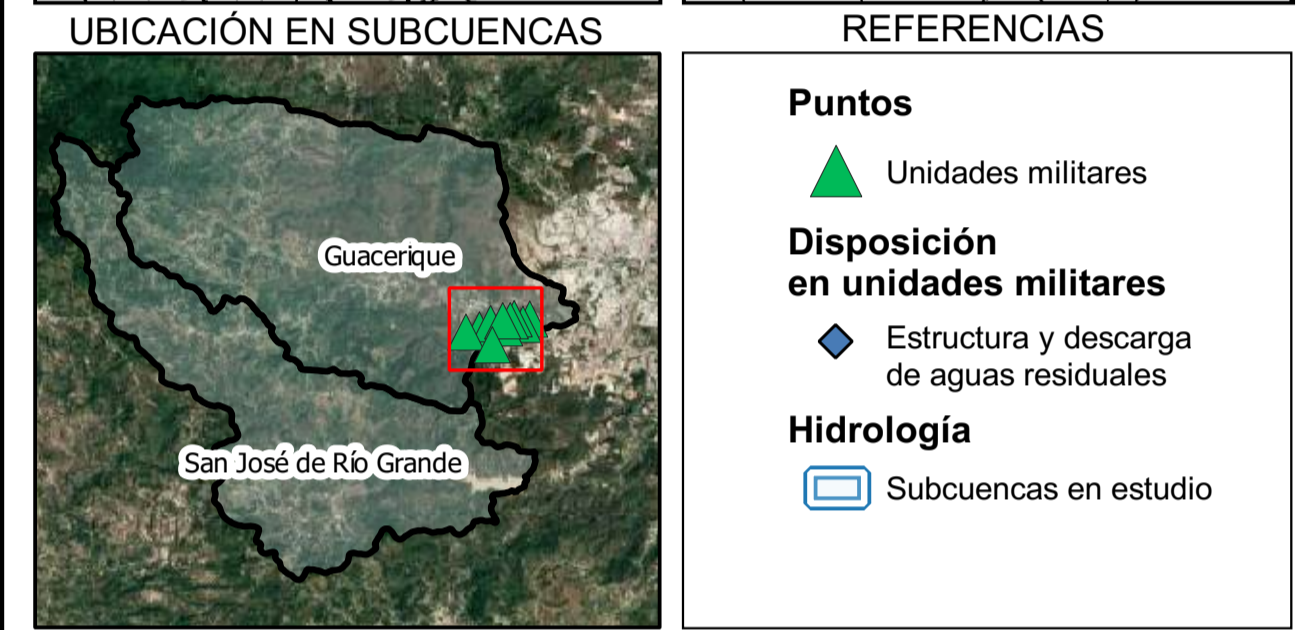 UBICACIÓN EN SUBCUENCAS
Guacerique
San José de Río Grande
REFERENCIAS
Puntos
Unidades militares
Disposición
en unidades militares
Estructura y descarga
de aguas residuales
Hidrología
Subcuencas en estudio